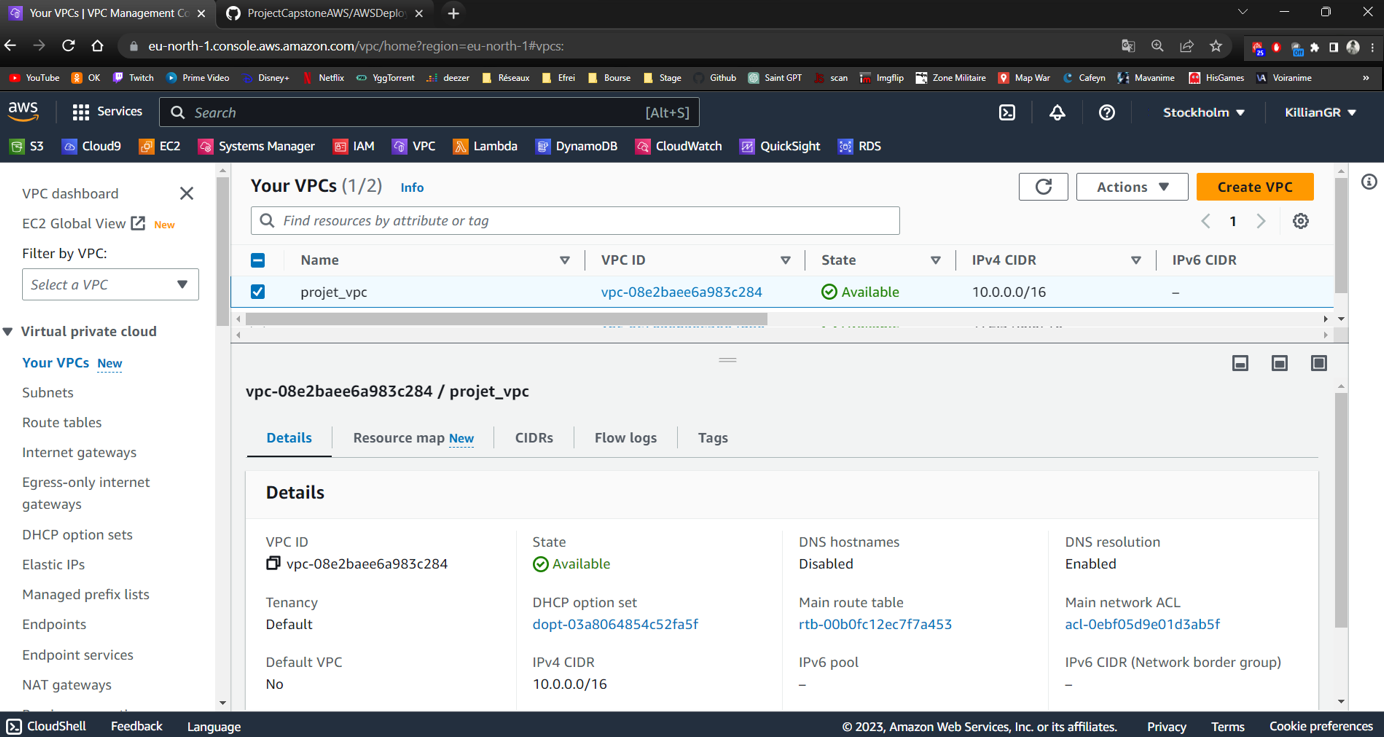 Your VPCs | VPC Management Co
ProjectCapstoneAWS/AWSDeplo
eu-north-1.console.aws.amazon.com/vpc/home?region=eu-north-1#vpcs:
YouTube OK Twitch Prime Video Disney+ Netflix YggTorrent deezer Réseaux Efrei Bourse Stage Github Saint GPT scan Imgflip Zone Militaire Map War Cafeyn Mavanime HisGames Voiranime »
aws Services Search [Alt+S] Stockholm KillianGR
S3 Cloud9 EC2 Systems Manager IAM VPC Lambda DynamoDB CloudWatch QuickSight RDS
VPC dashboard
EC2 Global View New
Filter by VPC:
Select a VPC
Virtual private cloud
Your VPCs New
Subnets
Route tables
Internet gateways
Egress-only internet
gateways
DHCP option sets
Elastic IPs
Managed prefix lists
Endpoints
Endpoint services
NAT gateways
Your VPCs (1/2) Info
Actions Create VPC
Find resources by attribute or tag
1
Name VPC ID State IPv4 CIDR IPv6 CIDR
projet_vpc vpc-08e2baee6a983c284 Available 10.0.0.0/16 –
vpc-08e2baee6a983c284 / projet_vpc
Details Resource map New CIDRs Flow logs Tags
Details
VPC ID
vpc-08e2baee6a983c284
State
Available
DNS hostnames
Disabled
DNS resolution
Enabled
Tenancy
Default
DHCP option set
dopt-03a8064854c52fa5f
Main route table
rtb-00b0fc12ec7f7a453
Main network ACL
acl-0ebf05d9e01d3ab5f
Default VPC
No
IPv4 CIDR
10.0.0.0/16
IPv6 pool
–
IPv6 CIDR (Network border group)
–
CloudShell Feedback Language © 2023, Amazon Web Services, Inc. or its affiliates. Privacy Terms Cookie preferences